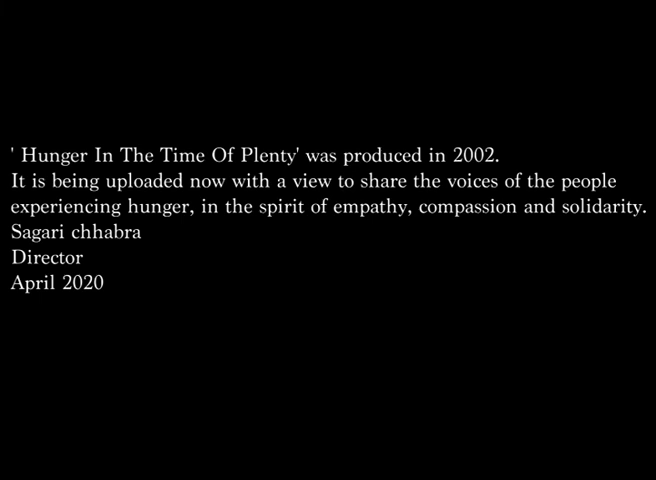 ' Hunger In The Time Of Plenty' was produced in 2002.
It is being uploaded now with a view to share the voices of the people
experiencing hunger, in the spirit of empathy, compassion and solidarity.
Sagari chhabra
Director
April 2020